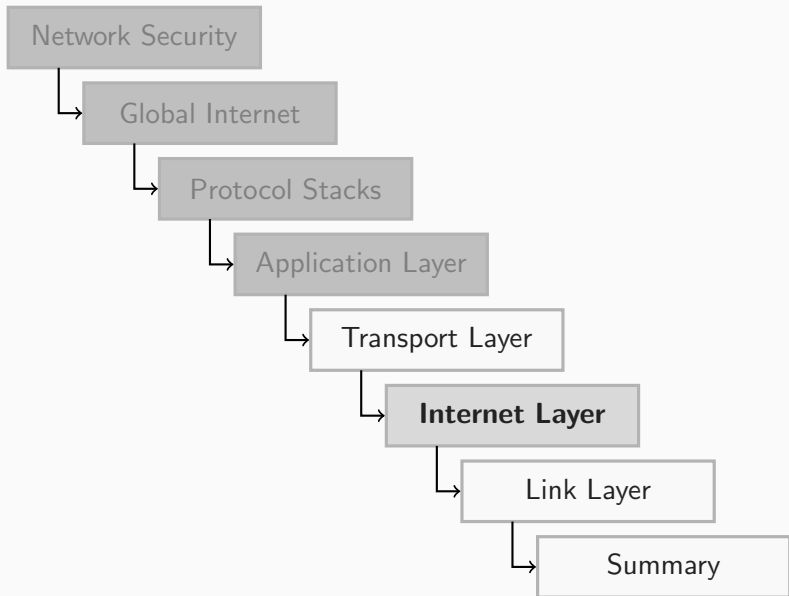 Network Security
Global Internet
Protocol Stacks
Application Layer
Transport Layer
Internet Layer
Link Layer
Summary